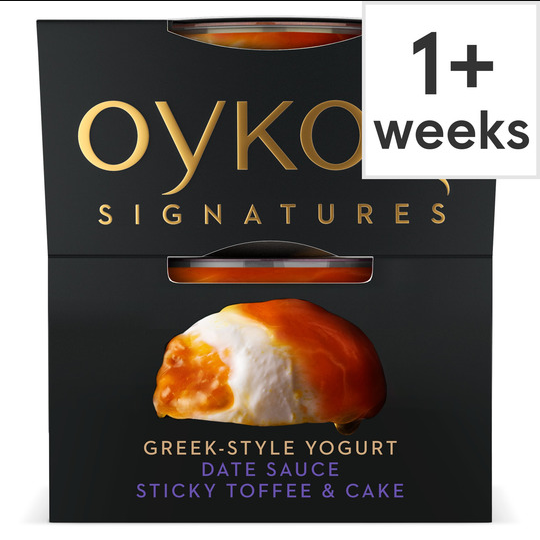 1+
weeks
OYKO
SIGNATURES
GREEK-STYLE YOGURT
DATE SAUCE
STICKY TOFFEE & CAKE